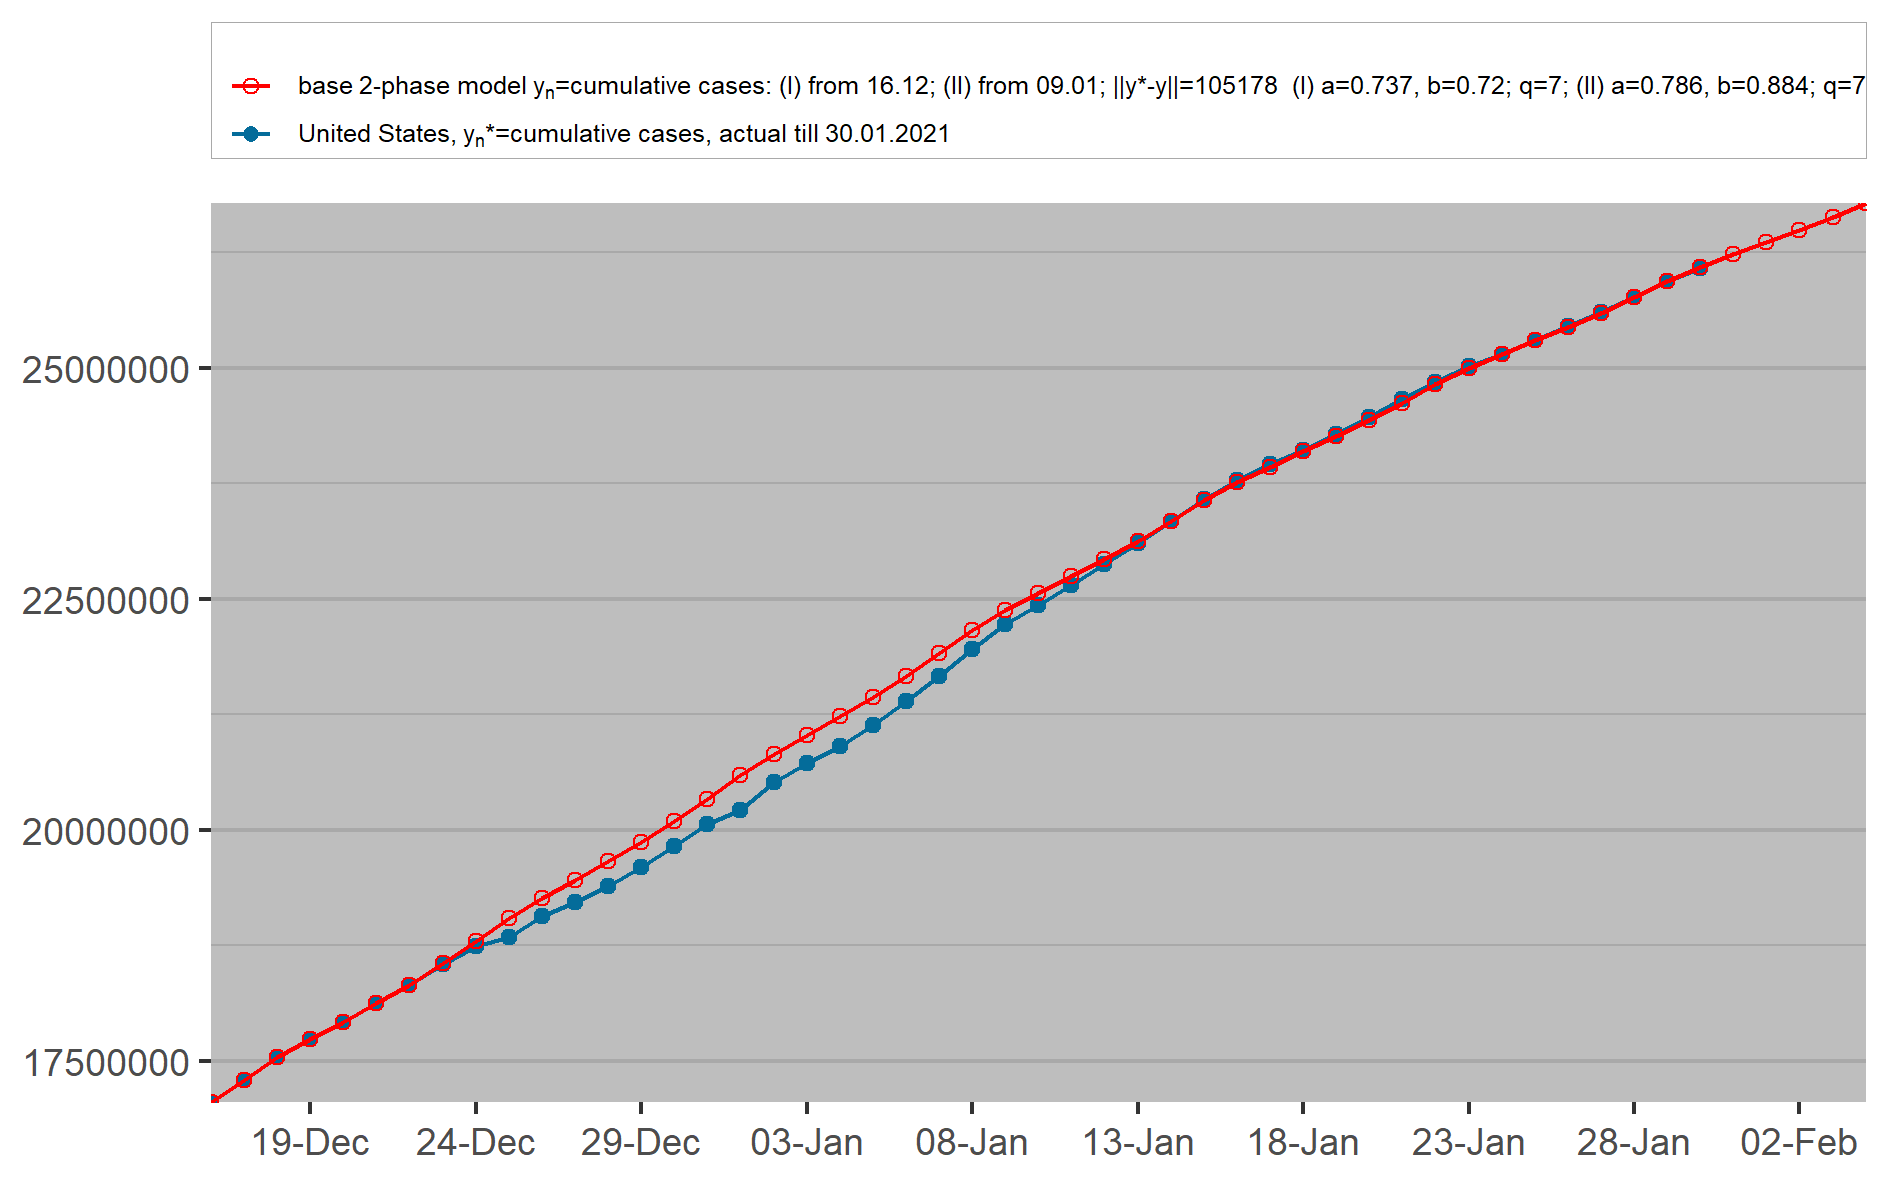 base 2-phase model yn=cumulative cases: (I) from 16.12; (II) from 09.01; ||y*-y||=105178  (I) a=0.737, b=0.72; q=7; (II) a=0.786, b=0.884; q=7
United States, yn*=cumulative cases, actual till 30.01.2021
25000000
22500000
20000000
17500000
19-Dec 24-Dec 29-Dec 03-Jan 08-Jan 13-Jan 18-Jan 23-Jan 28-Jan 02-Feb